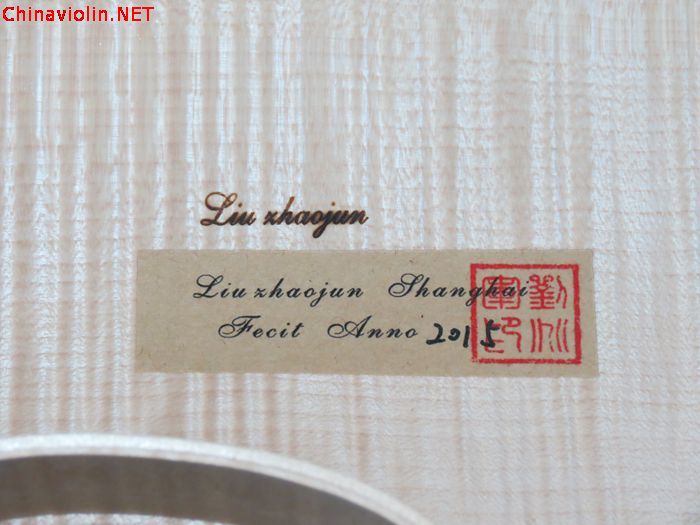 Chinaviolin.NET
Liu zhaojun
Liu zhaojun Shanghai
Fecit Anno 2015